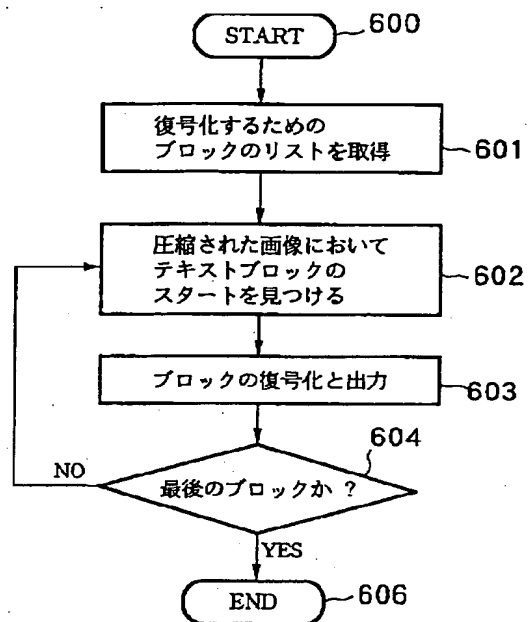 START
600
復号化するための
ブロックのリストを取得
601
圧縮された画像において
テキストブロックの
スタートを見つける
602
ブロックの復号化と出力
603
604
最後のブロックか ?
NO
YES
END
606